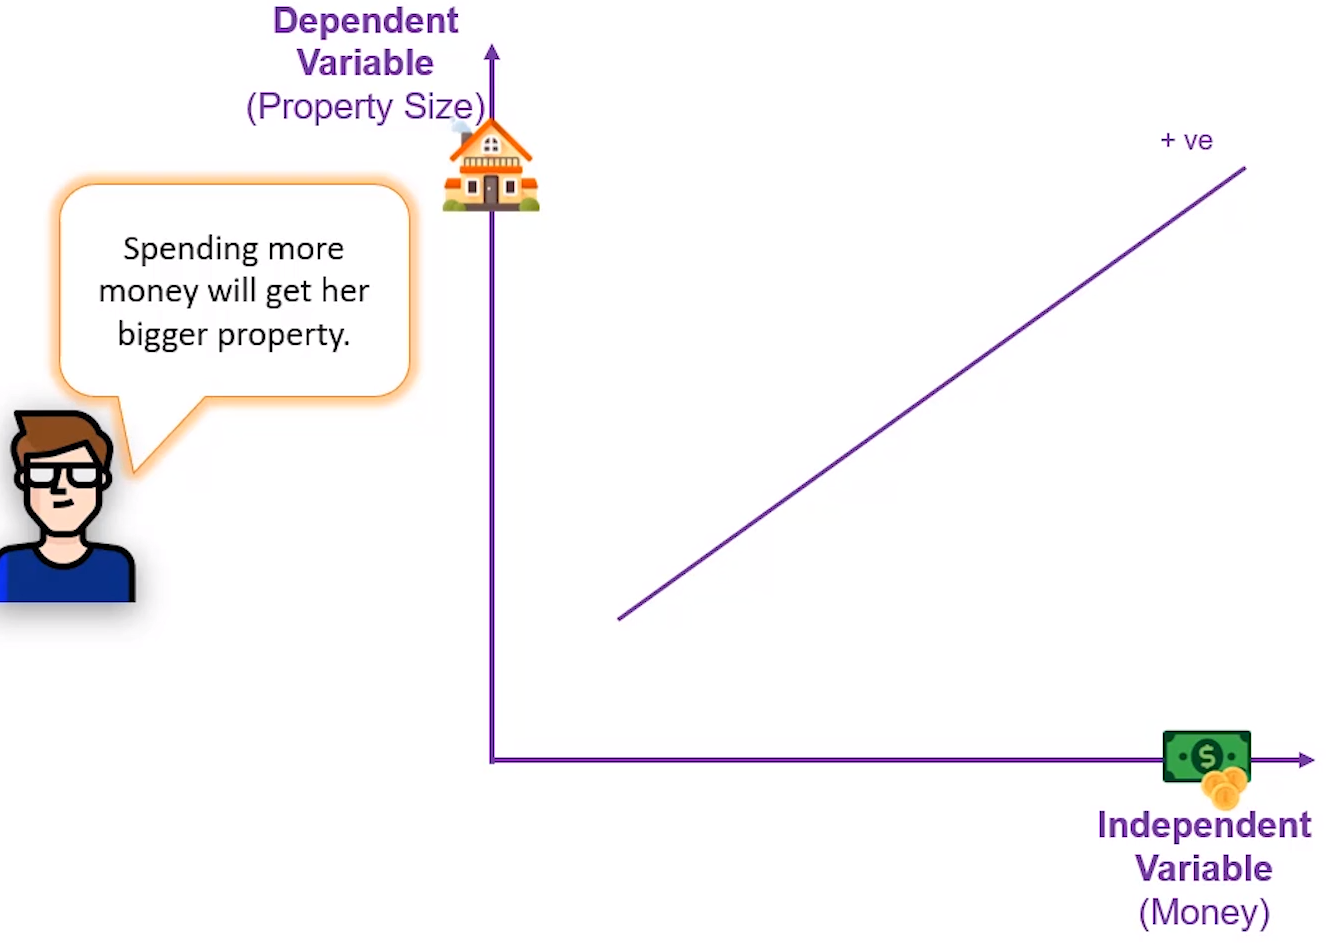 Dependent
Variable
(Property Size)
+ ve
Spending more
money will get her
bigger property.
$
Independent
Variable
(Money)